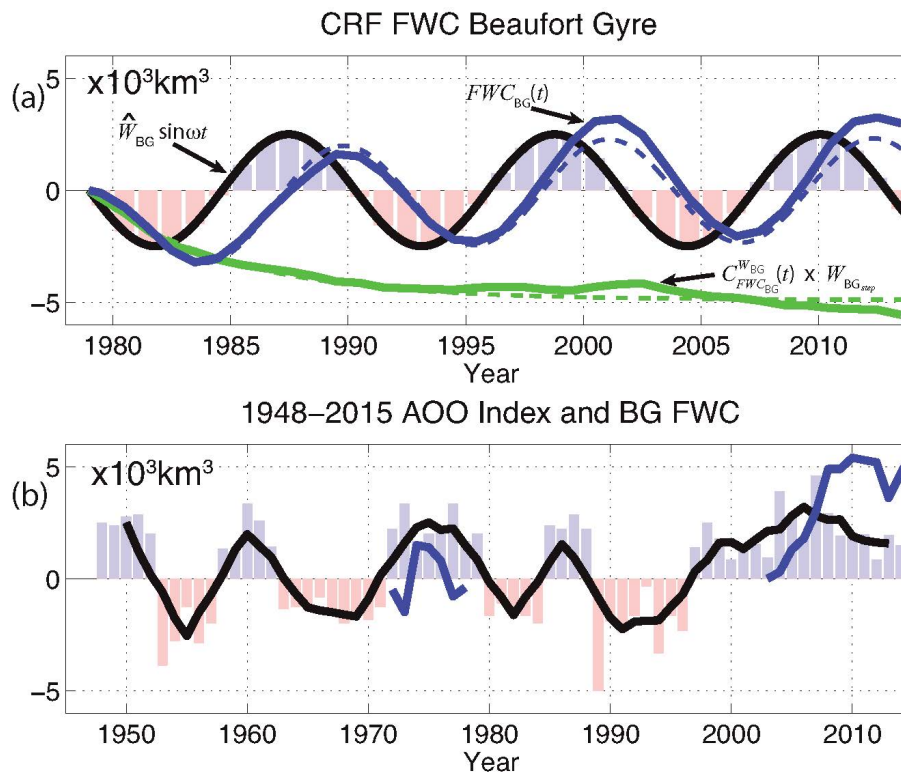 CRF FWC Beaufort Gyre
(a)
x10³km³
5
0
−5
Ŵ_BG sinωt
FWC_BG(t)
C^{W_BG}_{FWC_BG}(t) x W_{BG_step}
1980 1985 1990 1995 2000 2005 2010
Year
1948−2015 AOO Index and BG FWC
(b)
x10³km³
5
0
−5
1950 1960 1970 1980 1990 2000 2010
Year